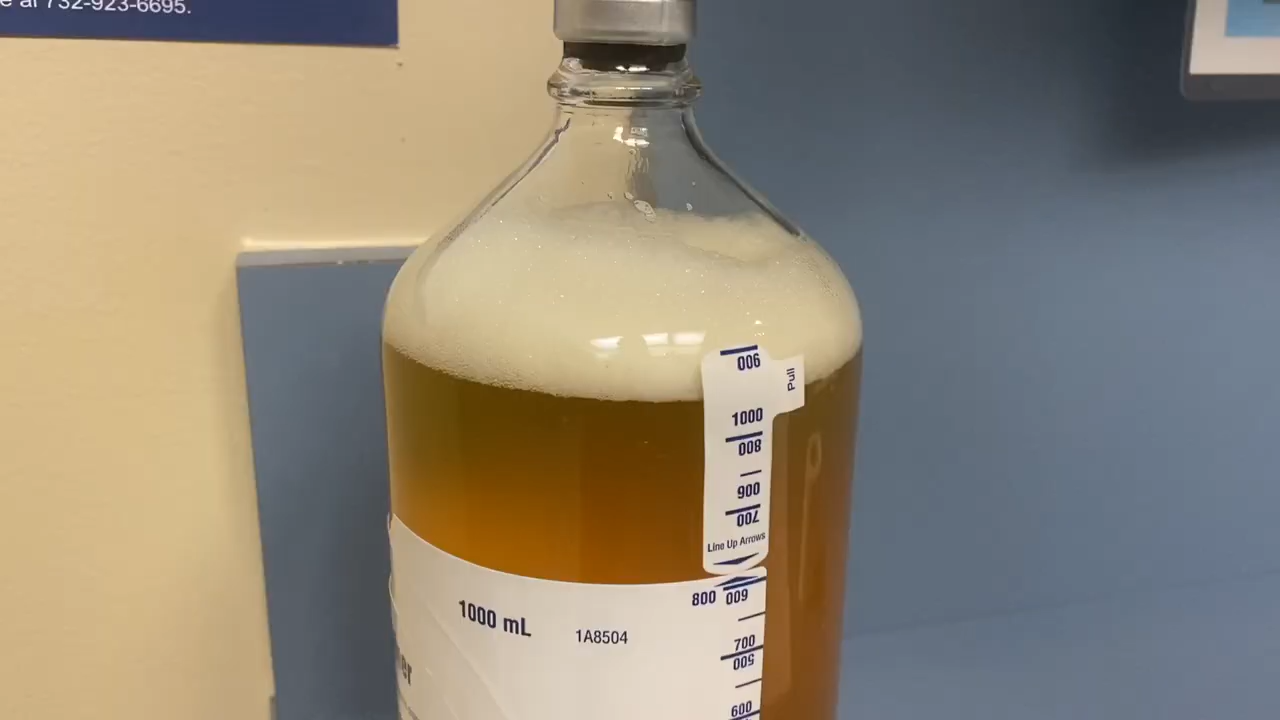 e at 732-923-6695.
900
Pull
1000
800
900
700
Line Up Arrows
800 600
1000 mL
1A8504
700
500
600